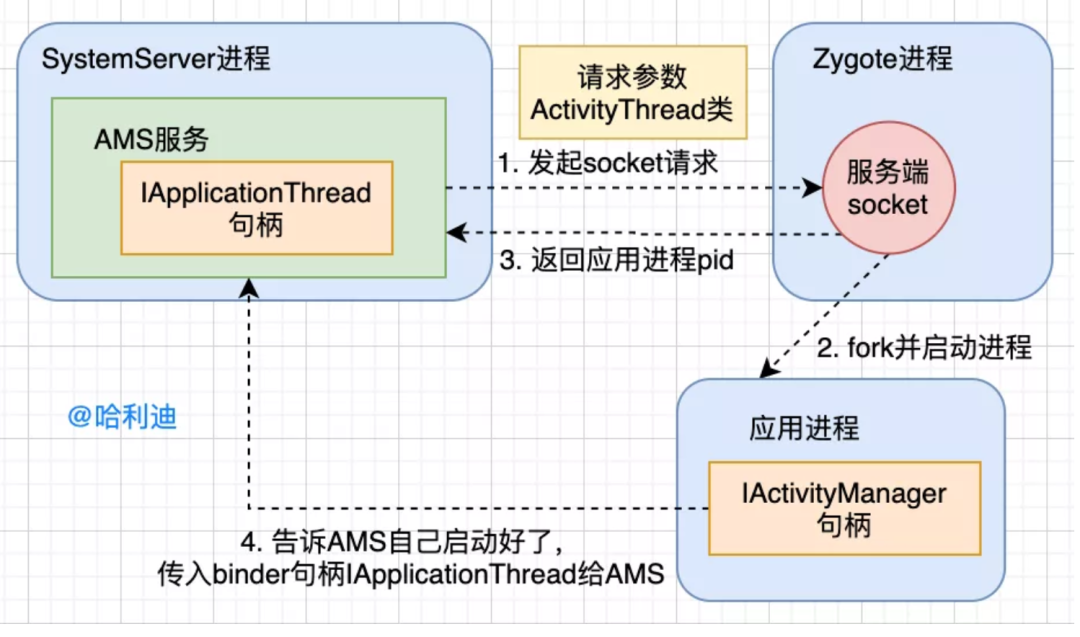 SystemServer进程
AMS服务
IApplicationThread
句柄
请求参数
ActivityThread类
1. 发起socket请求
3. 返回应用进程pid
Zygote进程
服务端
socket
2. fork并启动进程
@哈利迪
应用进程
IActivityManager
句柄
4. 告诉AMS自己启动好了，
传入binder句柄IApplicationThread给AMS